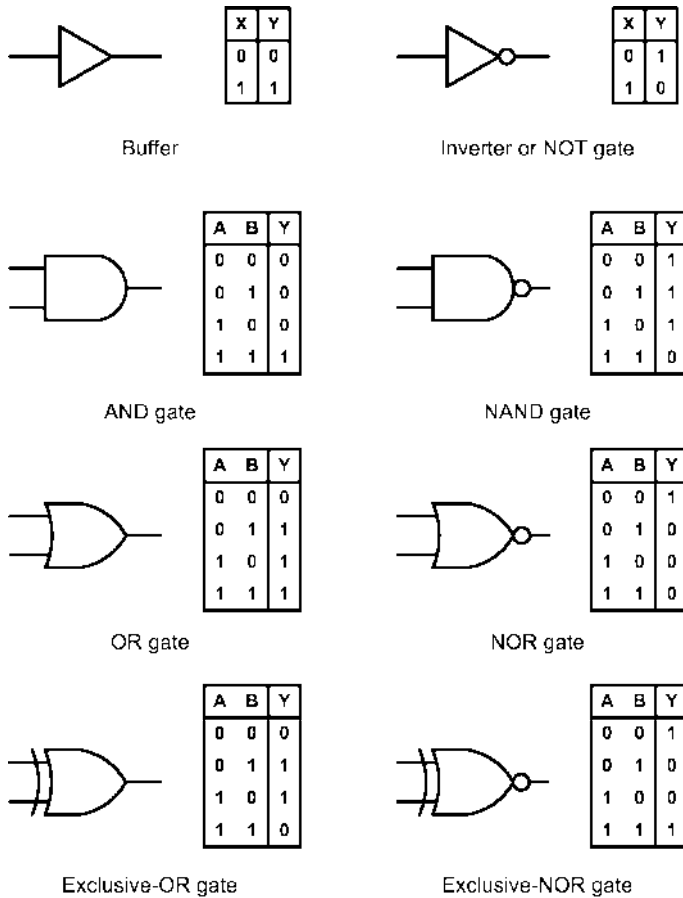 X Y
0 0
1 1
Buffer
X Y
0 1
1 0
Inverter or NOT gate
A B Y
0 0 0
0 1 0
1 0 0
1 1 1
AND gate
A B Y
0 0 1
0 1 1
1 0 1
1 1 0
NAND gate
A B Y
0 0 0
0 1 1
1 0 1
1 1 1
OR gate
A B Y
0 0 1
0 1 0
1 0 0
1 1 0
NOR gate
A B Y
0 0 0
0 1 1
1 0 1
1 1 0
Exclusive-OR gate
A B Y
0 0 1
0 1 0
1 0 0
1 1 1
Exclusive-NOR gate